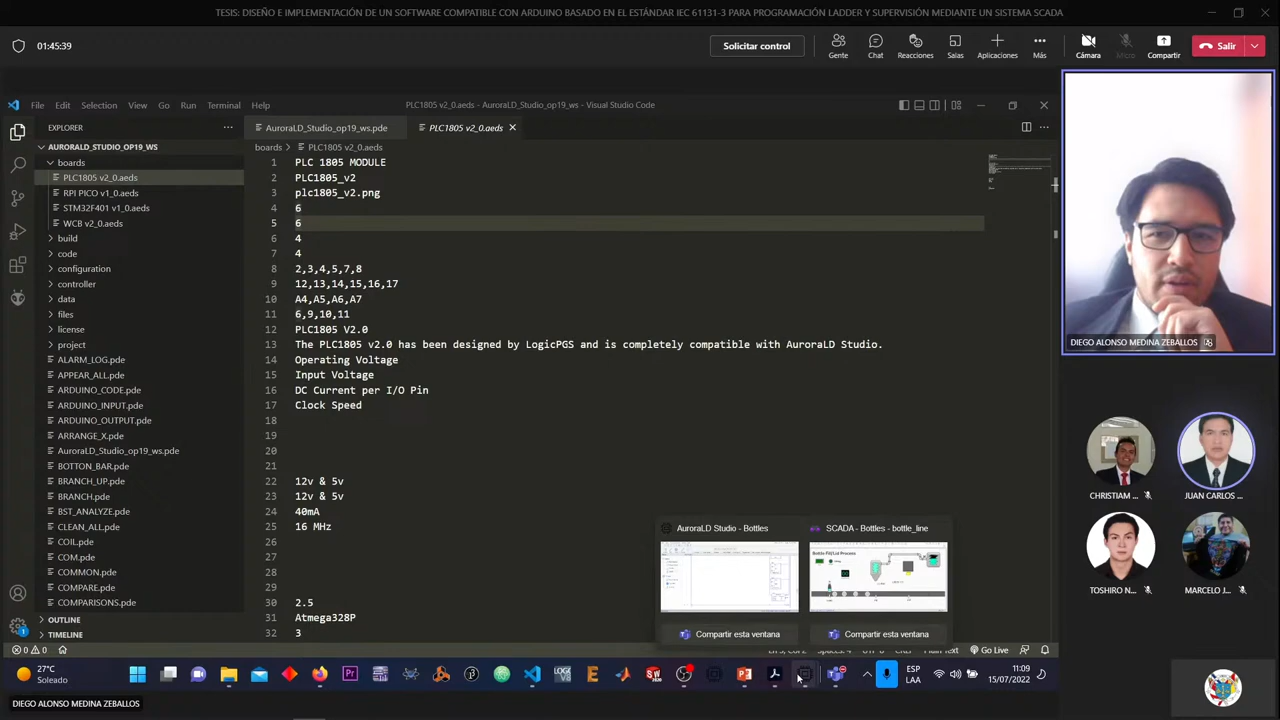 TESIS: DISEÑO E IMPLEMENTACIÓN DE UN SOFTWARE COMPATIBLE CON ARDUINO BASADO EN EL ESTÁNDAR IEC 61131-3 PARA PROGRAMACIÓN LADDER Y SUPERVISIÓN MEDIANTE UN SISTEMA SCADA
01:45:39
Solicitar control
Gente
Chat
Reacciones
Salas
Aplicaciones
Más
Cámara
Micro
Compartir
Salir
File Edit Selection View Go Run Terminal Help
PLC1805 v2_0.aeds - AuroraLD_Studio_op19_ws - Visual Studio Code
EXPLORER
AURORALD_STUDIO_OP19_WS
boards
PLC1805 v2_0.aeds
RPI PICO v1_0.aeds
STM32F401 v1_0.aeds
WCB v2_0.aeds
build
code
configuration
controller
data
files
license
project
ALARM_LOG.pde
APPEAR_ALL.pde
ARDUINO_CODE.pde
ARDUINO_INPUT.pde
ARDUINO_OUTPUT.pde
ARRANGE_X.pde
AuroraLD_Studio_op19_ws.pde
BOTTON_BAR.pde
BRANCH_UP.pde
BRANCH.pde
BST_ANALYZE.pde
CLEAN_ALL.pde
COIL.pde
COM.pde
COMMON.pde
COMPARE.pde
COMPARISONS.pde
OUTLINE
TIMELINE
AuroraLD_Studio_op19_ws.pde
PLC1805 v2_0.aeds
boards > PLC1805 v2_0.aeds
1 PLC 1805 MODULE
2 PLC1805_v2
3 plc1805_v2.png
4 6
5 6
6 4
7 4
8 2,3,4,5,7,8
9 12,13,14,15,16,17
10 A4,A5,A6,A7
11 6,9,10,11
12 PLC1805 V2.0
13 The PLC1805 v2.0 has been designed by LogicPGS and is completely compatible with AuroraLD Studio.
14 Operating Voltage
15 Input Voltage
16 DC Current per I/O Pin
17 Clock Speed
18
19
20
21
22 12v & 5v
23 12v & 5v
24 40mA
25 16 MHz
26
27
28
29
30 2.5
31 Atmega328P
32 3
AuroraLD Studio - Bottles
SCADA - Bottles - bottle_line
Bottle Fill/Lid Process
Compartir esta ventana
Compartir esta ventana
0 0
Go Live
27°C
Soleado
ESP
LAA
11:09
15/07/2022
DIEGO ALONSO MEDINA ZEBALLOS
DIEGO ALONSO MEDINA ZEBALLOS
CHRISTIAM ...
JUAN CARLOS ...
TOSHIRO N...
MARCELO J...